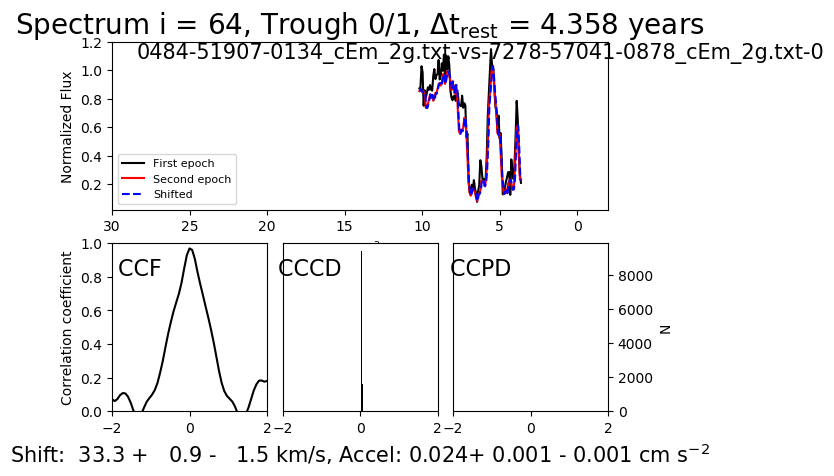 Spectrum i = 64, Trough 0/1, Δt_rest = 4.358 years
0484-51907-0134_cEm_2g.txt-vs-7278-57041-0878_cEm_2g.txt-0
Normalized Flux
1.2
1.0
0.8
0.6
0.4
0.2
First epoch
Second epoch
Shifted
30 25 20 15 10 5 0
Correlation coefficient
1.0
0.8
0.6
0.4
0.2
0.0
CCF
CCCD
CCPD
8000
6000
4000
2000
0
N
−2 0 2
−2 0 2
−2 0 2
Shift: 33.3 + 0.9 - 1.5 km/s, Accel: 0.024+ 0.001 - 0.001 cm s⁻²